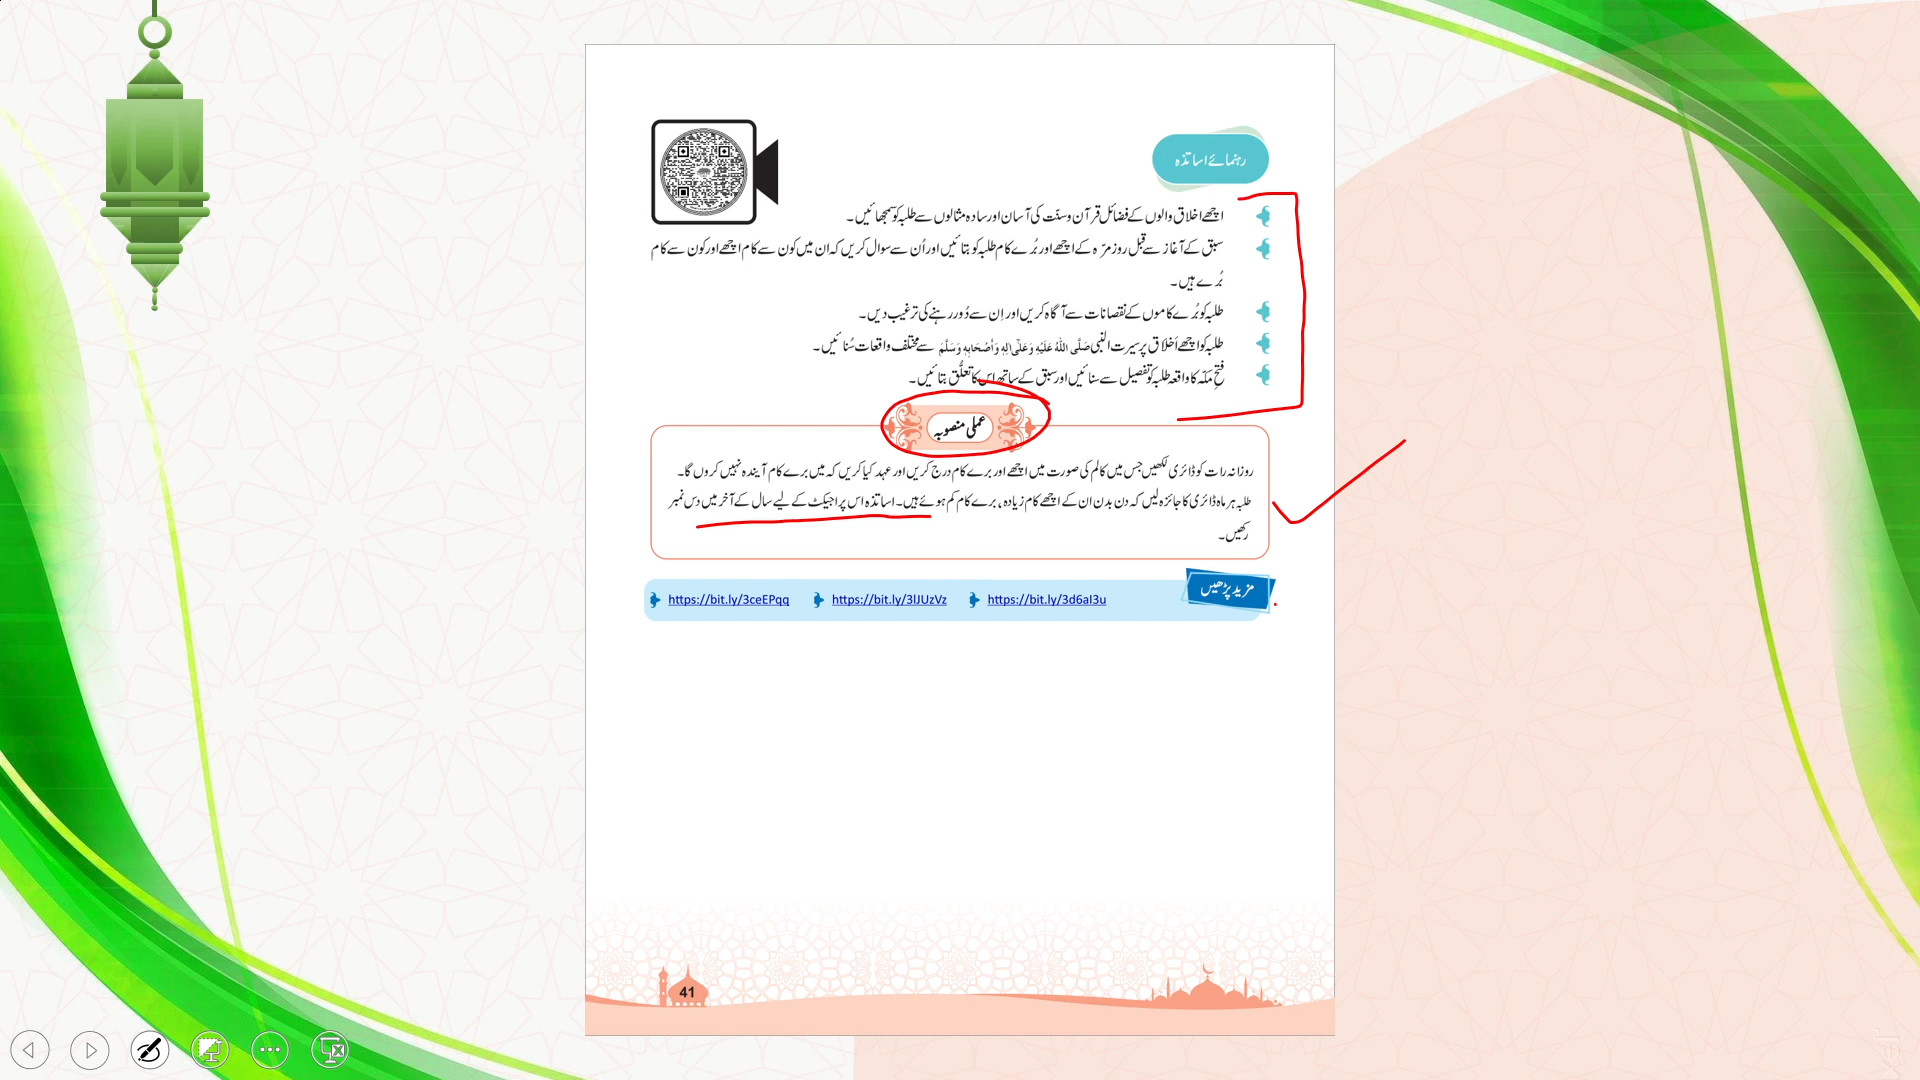 رہنمائے اساتذہ
اچھے اخلاق والوں کے فضائل قرآن و سنّت کی آسان اور سادہ مثالوں سے طلبہ کو سمجھائیں۔
سبق کے آغاز سے قبل روز مرّہ کے اچھے اور بُرے کام طلبہ کو بتائیں اور اُن سے سوال کریں کہ ان میں کون سے کام اچھے اور کون سے کام
بُرے ہیں۔
طلبہ کو بُرے کاموں کے نقصانات سے آگاہ کریں اور اِن سے دُور رہنے کی ترغیب دیں۔
طلبہ کو اچھے اَخلاق پر سیرت النبی صَلَّی اللہُ عَلَیْہِ وَعَلٰٓی اٰلِہٖ وَاَصْحَابِہٖ وَسَلَّمَ سے مختلف واقعات سُنائیں۔
فتحِ مکّہ کا واقعہ طلبہ کو تفصیل سے سنائیں اور سبق کے ساتھ اس کا تعلُّق بتائیں۔
عملی منصوبہ
روزانہ رات کو ڈائری لکھیں جس میں کالم کی صورت میں اچھے اور برے کام درج کریں اور عہد کیا کریں کہ میں برے کام آیندہ نہیں کروں گا۔
طلبہ ہر ماہ ڈائری کا جائزہ لیں کہ دن بدن ان کے اچھے کام زیادہ، برے کام کم ہوئے ہیں۔ اساتذہ اس پراجیکٹ کے لیے سال کے آخر میں دس نمبر
رکھیں۔
مزید پڑھیں
https://bit.ly/3d6aI3u
https://bit.ly/3lJUzVz
https://bit.ly/3ceEPqq
41